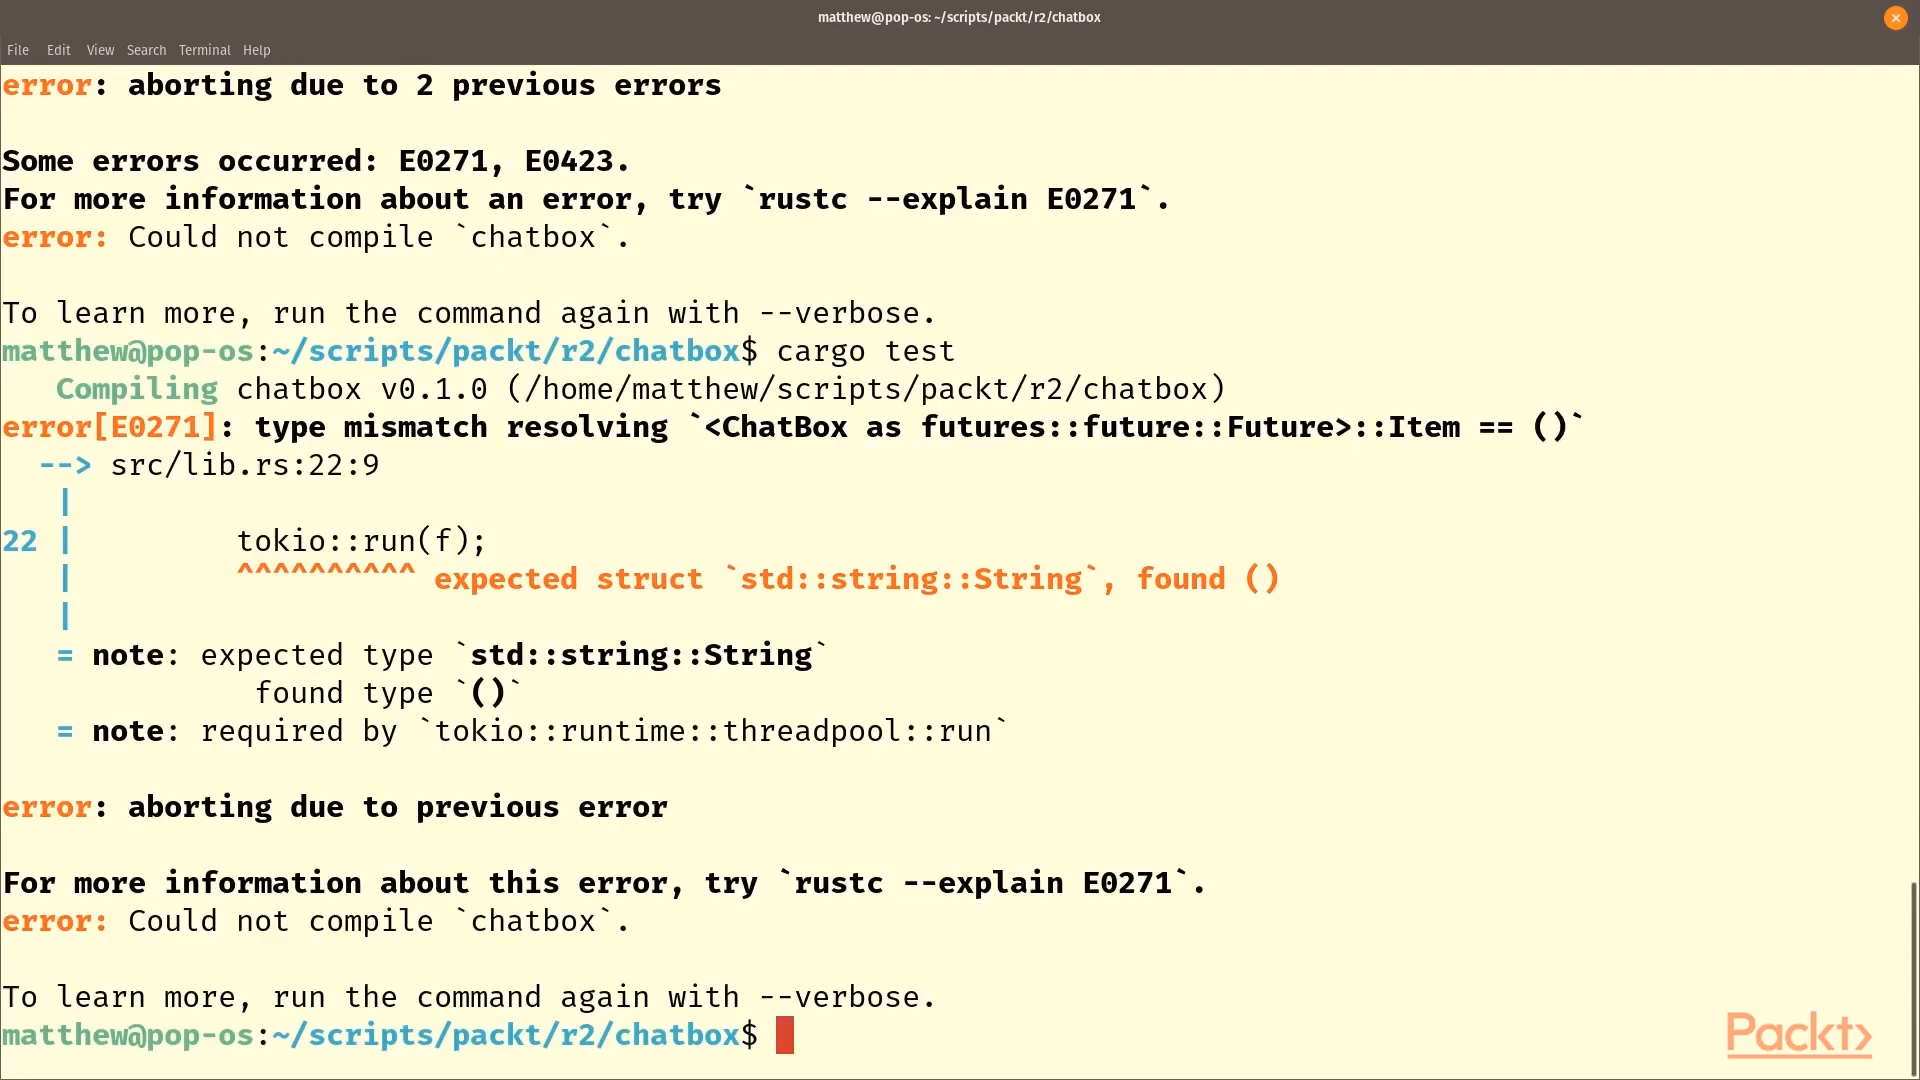 matthew@pop-os: ~/scripts/packt/r2/chatbox
File Edit View Search Terminal Help
error: aborting due to 2 previous errors
Some errors occurred: E0271, E0423.
For more information about an error, try `rustc --explain E0271`.
error: Could not compile `chatbox`.
To learn more, run the command again with --verbose.
matthew@pop-os:~/scripts/packt/r2/chatbox$ cargo test
   Compiling chatbox v0.1.0 (/home/matthew/scripts/packt/r2/chatbox)
error[E0271]: type mismatch resolving `<ChatBox as futures::future::Future>::Item == ()`
  --> src/lib.rs:22:9
   |
22 |         tokio::run(f);
   |         ^^^^^^^^^^ expected struct `std::string::String`, found ()
   |
   = note: expected type `std::string::String`
              found type `()`
   = note: required by `tokio::runtime::threadpool::run`
error: aborting due to previous error
For more information about this error, try `rustc --explain E0271`.
error: Could not compile `chatbox`.
To learn more, run the command again with --verbose.
matthew@pop-os:~/scripts/packt/r2/chatbox$
Packt>